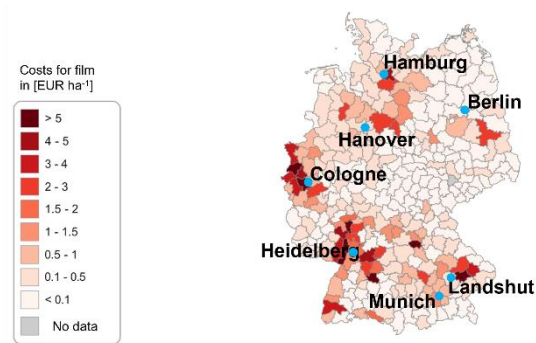 Costs for film
in [EUR ha⁻¹]
> 5
4 - 5
3 - 4
2 - 3
1.5 - 2
1 - 1.5
0.5 - 1
0.1 - 0.5
< 0.1
No data
Hamburg
Berlin
Hanover
Cologne
Heidelberg
Landshut
Munich